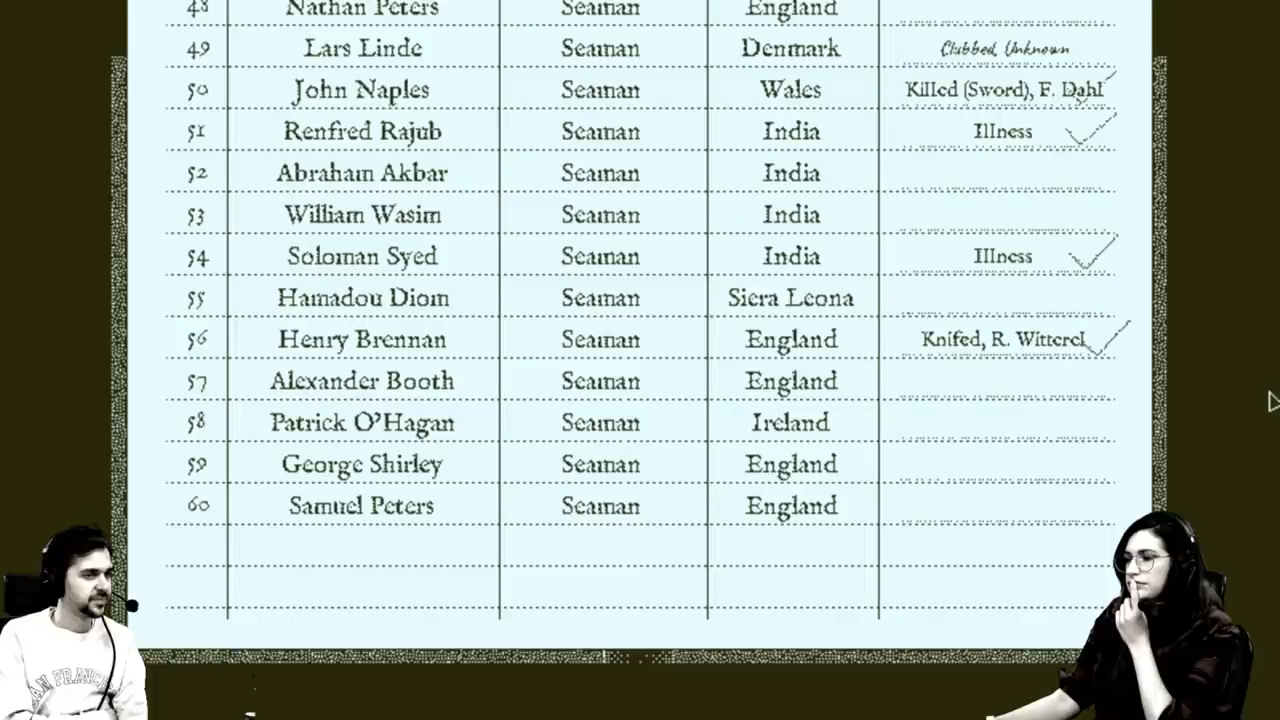 48 Nathan Peters Seaman England
49 Lars Linde Seaman Denmark Clubbed, Unknown
50 John Naples Seaman Wales Killed (Sword), F. Dahl
51 Renfred Rajub Seaman India Illness
52 Abraham Akbar Seaman India
53 William Wasim Seaman India
54 Soloman Syed Seaman India Illness
55 Hamadou Diom Seaman Siera Leona
56 Henry Brennan Seaman England Knifed, R. Witterel
57 Alexander Booth Seaman England
58 Patrick O'Hagan Seaman Ireland
59 George Shirley Seaman England
60 Samuel Peters Seaman England